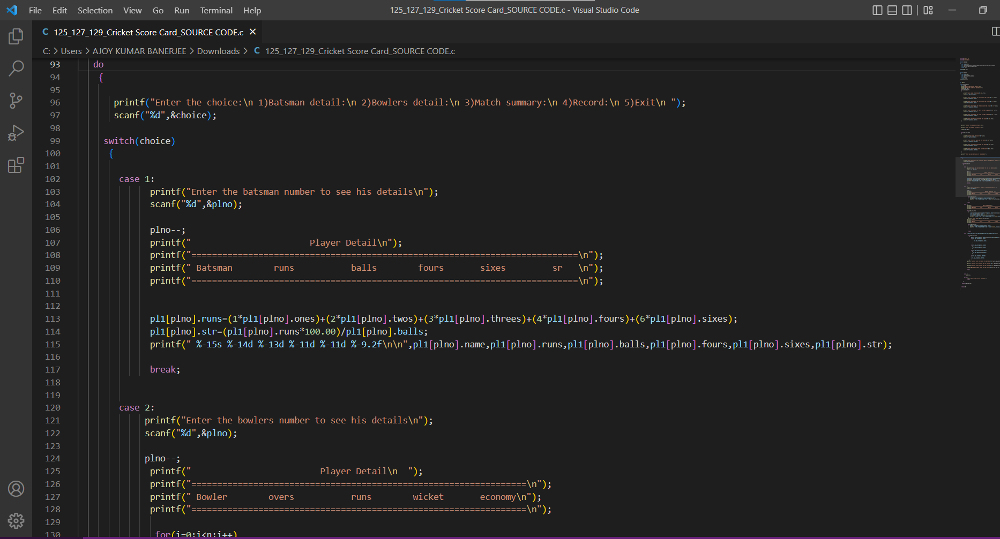 File Edit Selection View Go Run Terminal Help
125_127_129_Cricket Score Card_SOURCE CODE.c - Visual Studio Code
C 125_127_129_Cricket Score Card_SOURCE CODE.c
C: > Users > AJOY KUMAR BANERJEE > Downloads > C 125_127_129_Cricket Score Card_SOURCE CODE.c
93 do
94 {
95
96 printf("Enter the choice:\n 1)Batsman detail:\n 2)Bowlers detail:\n 3)Match summary:\n 4)Record:\n 5)Exit\n ");
97 scanf("%d",&choice);
98
99 switch(choice)
100 {
101
102 case 1:
103 printf("Enter the batsman number to see his details\n");
104 scanf("%d",&plno);
105
106 plno--;
107 printf("                       Player Detail\n");
108 printf("===========================================================================\n");
109 printf(" Batsman        runs           balls        fours       sixes         sr   \n");
110 printf("===========================================================================\n");
111
112
113 pl1[plno].runs=(1*pl1[plno].ones)+(2*pl1[plno].twos)+(3*pl1[plno].threes)+(4*pl1[plno].fours)+(6*pl1[plno].sixes);
114 pl1[plno].str=(pl1[plno].runs*100.00)/pl1[plno].balls;
115 printf(" %-15s %-14d %-13d %-11d %-11d %-9.2f\n\n",pl1[plno].name,pl1[plno].runs,pl1[plno].balls,pl1[plno].fours,pl1[plno].sixes,pl1[plno].str);
116
117 break;
118
119
120 case 2:
121 printf("Enter the bowlers number to see his details\n");
122 scanf("%d",&plno);
123
124 plno--;
125 printf("                         Player Detail\n  ");
126 printf("=================================================================\n");
127 printf(" Bowler        overs           runs        wicket       economy\n");
128 printf("=================================================================\n");
129
130 for(i=0;i<n;i++)